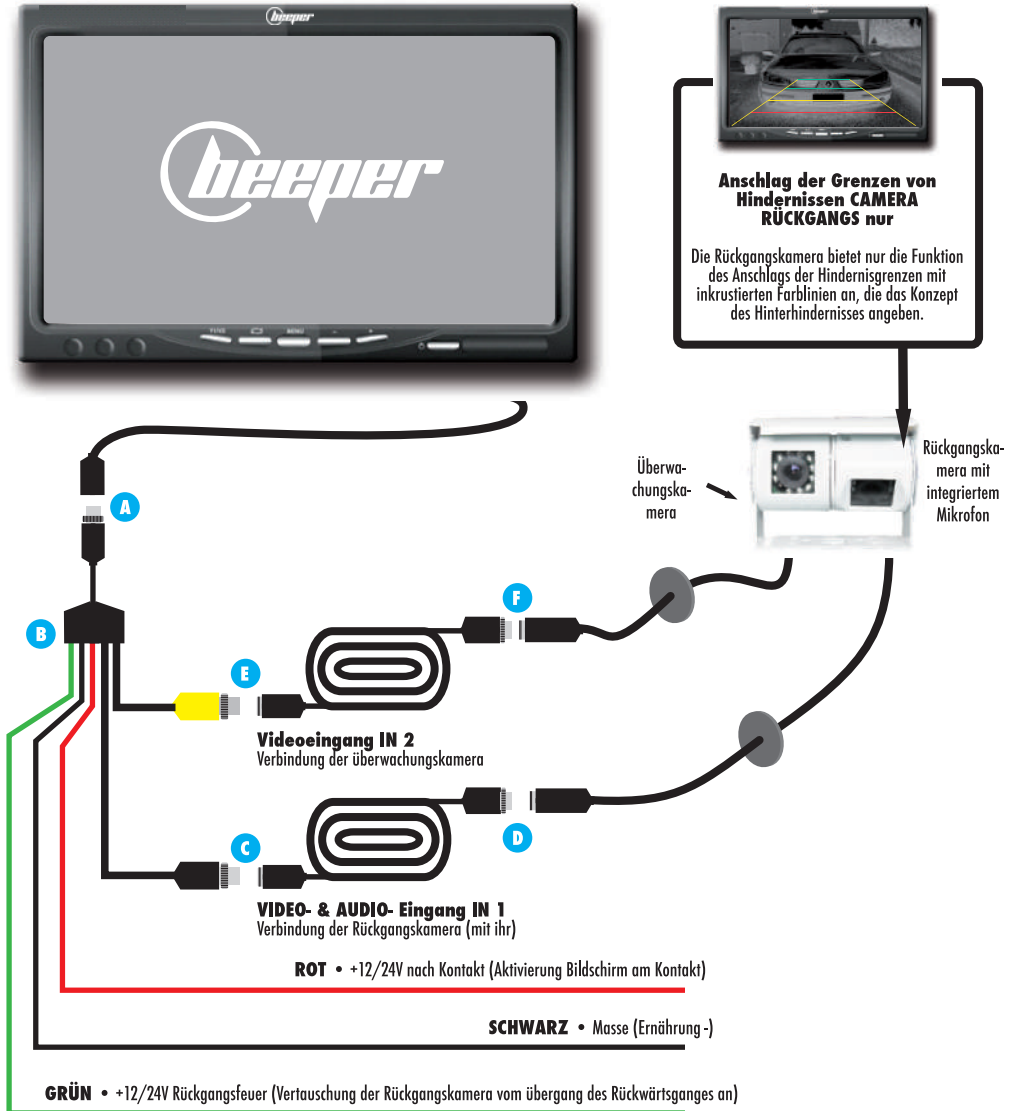 beeper
beeper
TUNE
MENU
-
+
Anschlag der Grenzen von
Hindernissen CAMERA
RÜCKGANGS nur
Die Rückgangskamera bietet nur die Funktion
des Anschlags der Hindernisgrenzen mit
inkrustierten Farblinien an, die das Konzept
des Hinterhindernisses angeben.
Überwa-
chungska-
mera
Rückgangska-
mera mit
integriertem
Mikrofon
A
B
F
E
Videoeingang IN 2
Verbindung der überwachungskamera
C
D
VIDEO- & AUDIO- Eingang IN 1
Verbindung der Rückgangskamera (mit ihr)
ROT • +12/24V nach Kontakt (Aktivierung Bildschirm am Kontakt)
SCHWARZ • Masse (Ernährung -)
GRÜN • +12/24V Rückgangsfeuer (Vertauschung der Rückgangskamera vom übergang des Rückwärtsganges an)